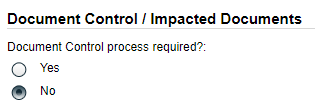 Document Control / Impacted Documents
Document Control process required?:
Yes
No